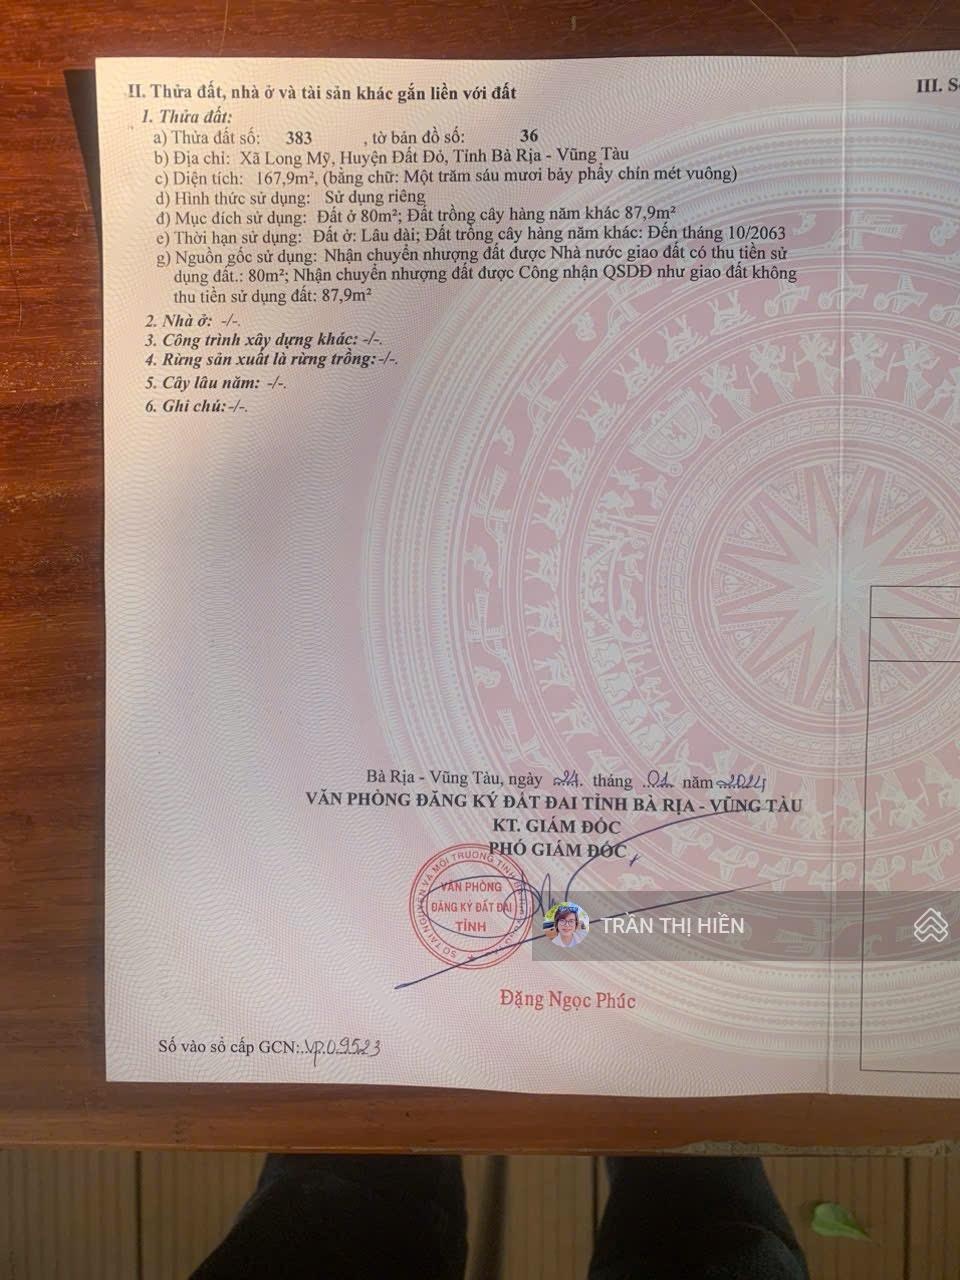 II. Thửa đất, nhà ở và tài sản khác gắn liền với đất
III. S
1. Thửa đất:
a) Thửa đất số: 383 , tờ bản đồ số: 36
b) Địa chỉ: Xã Long Mỹ, Huyện Đất Đỏ, Tỉnh Bà Rịa - Vũng Tàu
c) Diện tích: 167,9m², (bằng chữ: Một trăm sáu mươi bảy phẩy chín mét vuông)
d) Hình thức sử dụng: Sử dụng riêng
đ) Mục đích sử dụng: Đất ở 80m²; Đất trồng cây hàng năm khác 87,9m²
e) Thời hạn sử dụng: Đất ở: Lâu dài; Đất trồng cây hàng năm khác: Đến tháng 10/2063
g) Nguồn gốc sử dụng: Nhận chuyển nhượng đất được Nhà nước giao đất có thu tiền sử
dụng đất.: 80m²; Nhận chuyển nhượng đất được Công nhận QSDĐ như giao đất không
thu tiền sử dụng đất: 87,9m²
2. Nhà ở: -/-.
3. Công trình xây dựng khác: -/-.
4. Rừng sản xuất là rừng trồng:-/-.
5. Cây lâu năm: -/-.
6. Ghi chú:-/-.
Bà Rịa - Vũng Tàu, ngày 24. tháng .01. năm 2024
VĂN PHÒNG ĐĂNG KÝ ĐẤT ĐAI TỈNH BÀ RỊA - VŨNG TÀU
KT. GIÁM ĐỐC
PHÓ GIÁM ĐỐC
SỞ TÀI NGUYÊN VÀ MÔI TRƯỜNG TỈNH
VĂN PHÒNG
ĐĂNG KÝ ĐẤT ĐAI
TỈNH
TRẦN THỊ HIỀN
Đặng Ngọc Phúc
Số vào sổ cấp GCN:.VP.09523